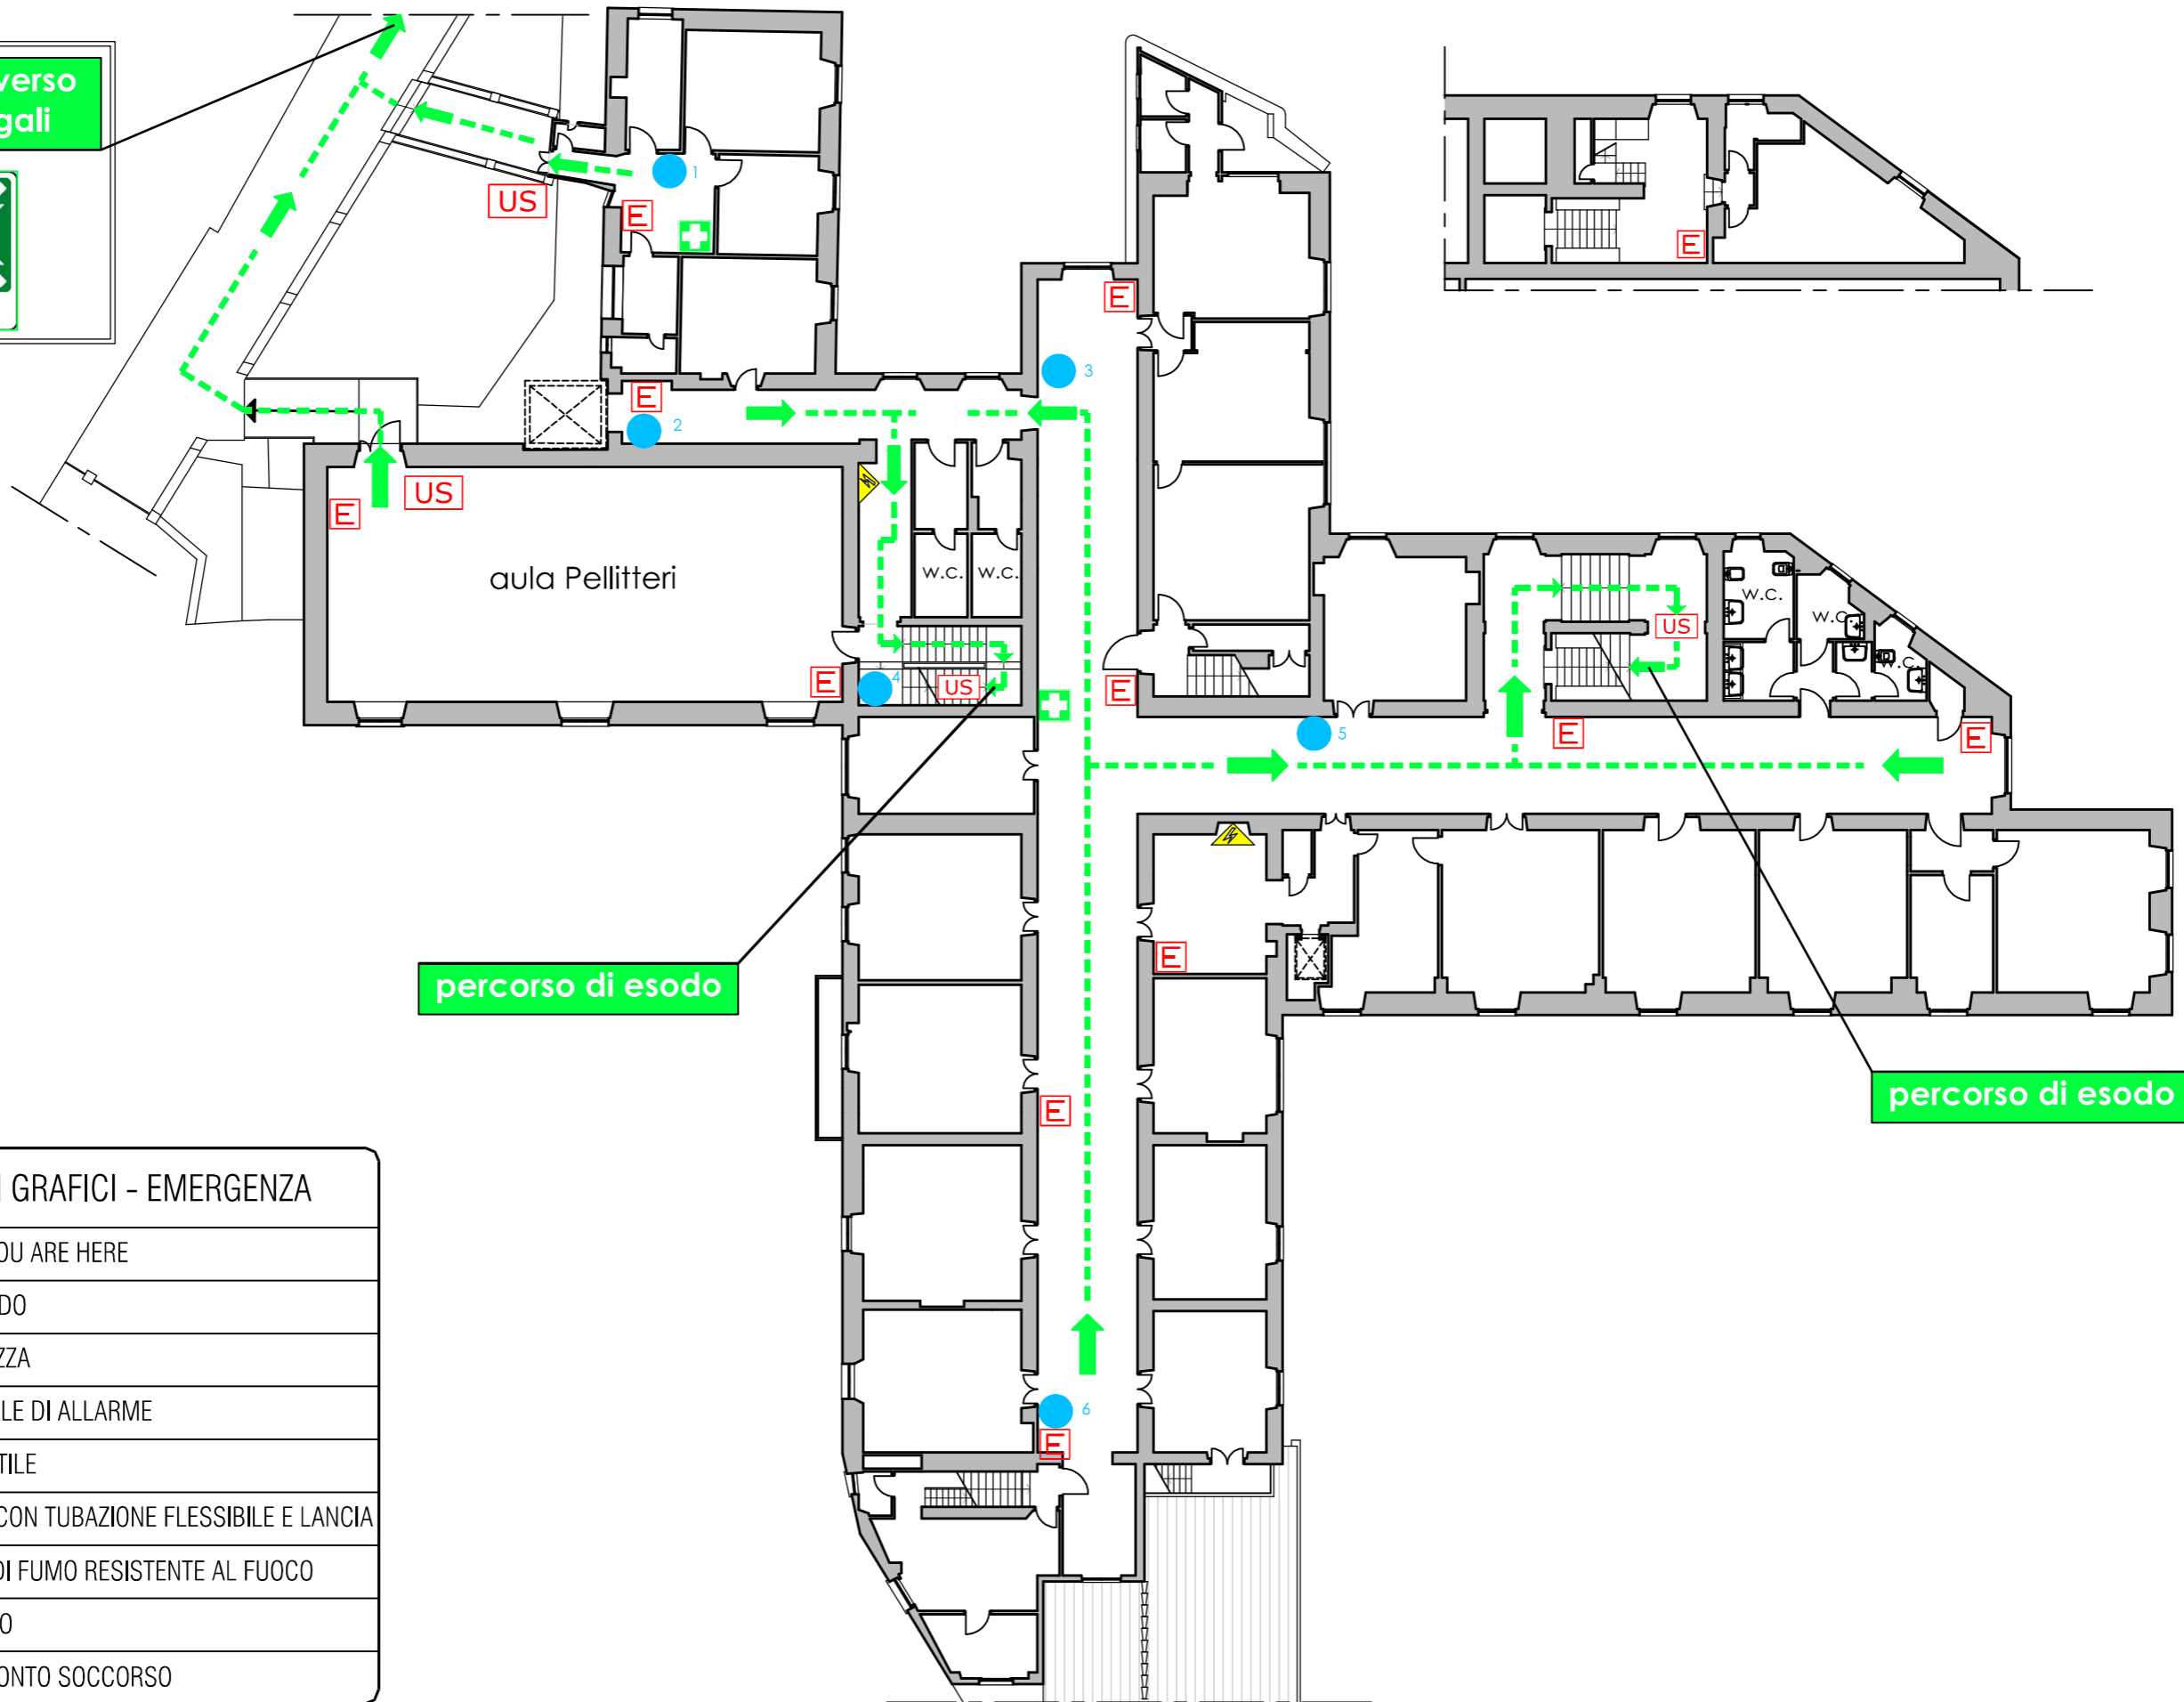 verso
gali
1
US
E
E
E
3
E
2
US
E
aula Pellitteri
W.C.
W.C.
W.C.
W.C.
W.C.
US
E
4
US
E
5
E
E
E
percorso di esodo
percorso di esodo
E
6
E
I GRAFICI - EMERGENZA
OU ARE HERE
DO
ZZA
LE DI ALLARME
TILE
CON TUBAZIONE FLESSIBILE E LANCIA
DI FUMO RESISTENTE AL FUOCO
O
ONTO SOCCORSO